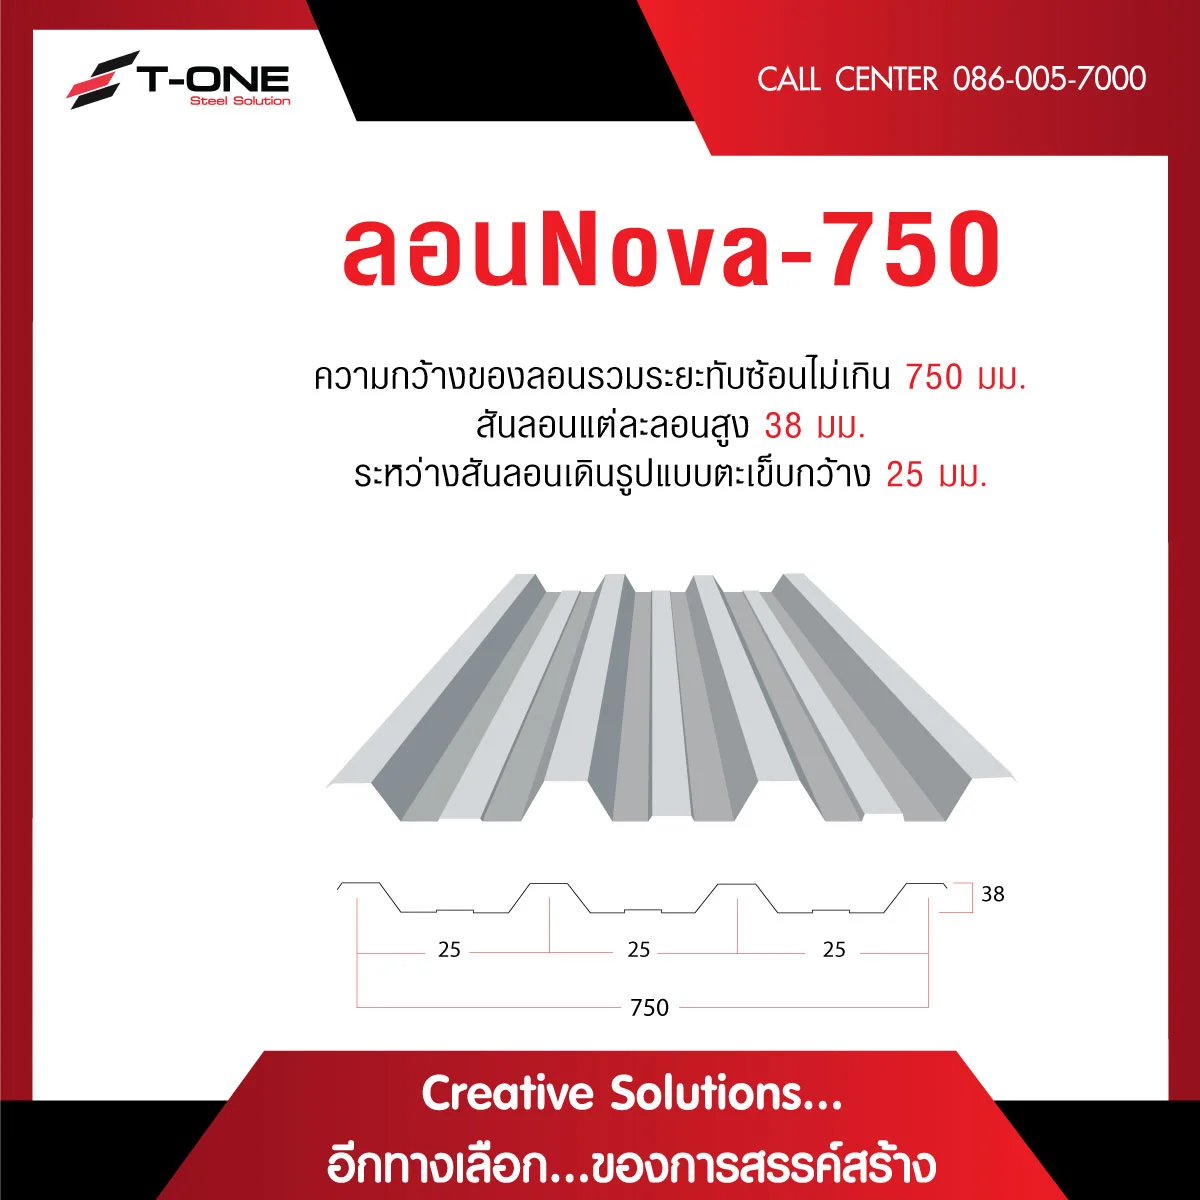 T-ONE
Steel Solution
CALL CENTER 086-005-7000
ลอนNova-750
ความกว้างของลอนรวมระยะทับซ้อนไม่เกิน 750 มม.
สันลอนแต่ละลอนสูง 38 มม.
ระหว่างสันลอนเดินรูปแบบตะเข็บกว้าง 25 มม.
38
25 25 25
750
Creative Solutions...
อีกทางเลือก...ของการสรรค์สร้าง